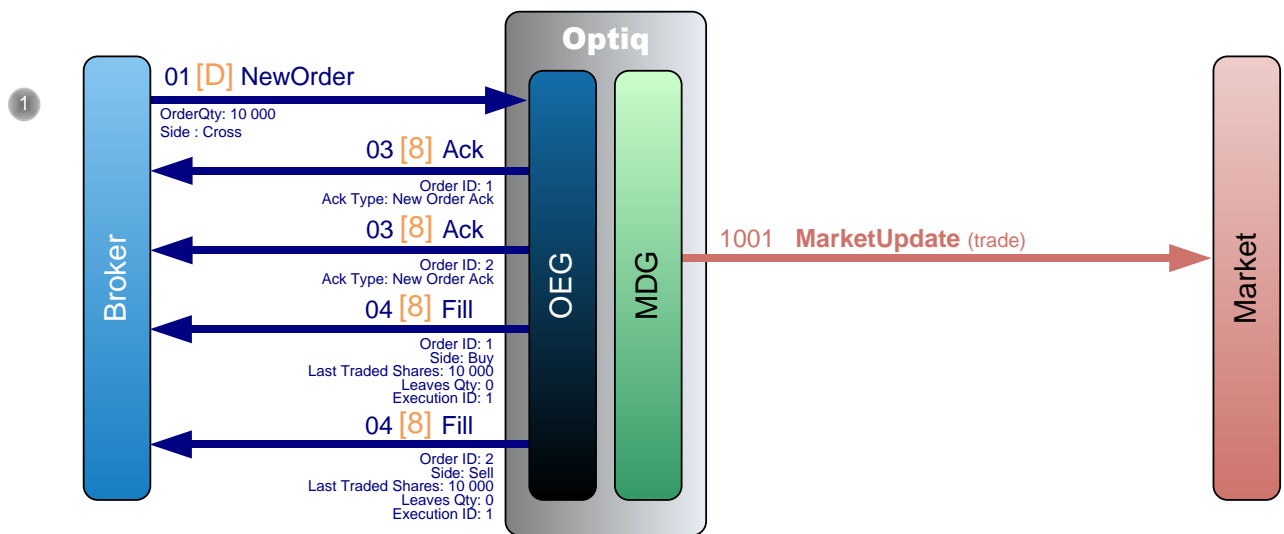 Optiq
1
01 [D] NewOrder
OrderQty: 10 000
Side : Cross
03 [8] Ack
Order ID: 1
Ack Type: New Order Ack
03 [8] Ack
Order ID: 2
Ack Type: New Order Ack
04 [8] Fill
Order ID: 1
Side: Buy
Last Traded Shares: 10 000
Leaves Qty: 0
Execution ID: 1
04 [8] Fill
Order ID: 2
Side: Sell
Last Traded Shares: 10 000
Leaves Qty: 0
Execution ID: 1
Broker
OEG
MDG
1001 MarketUpdate (trade)
Market